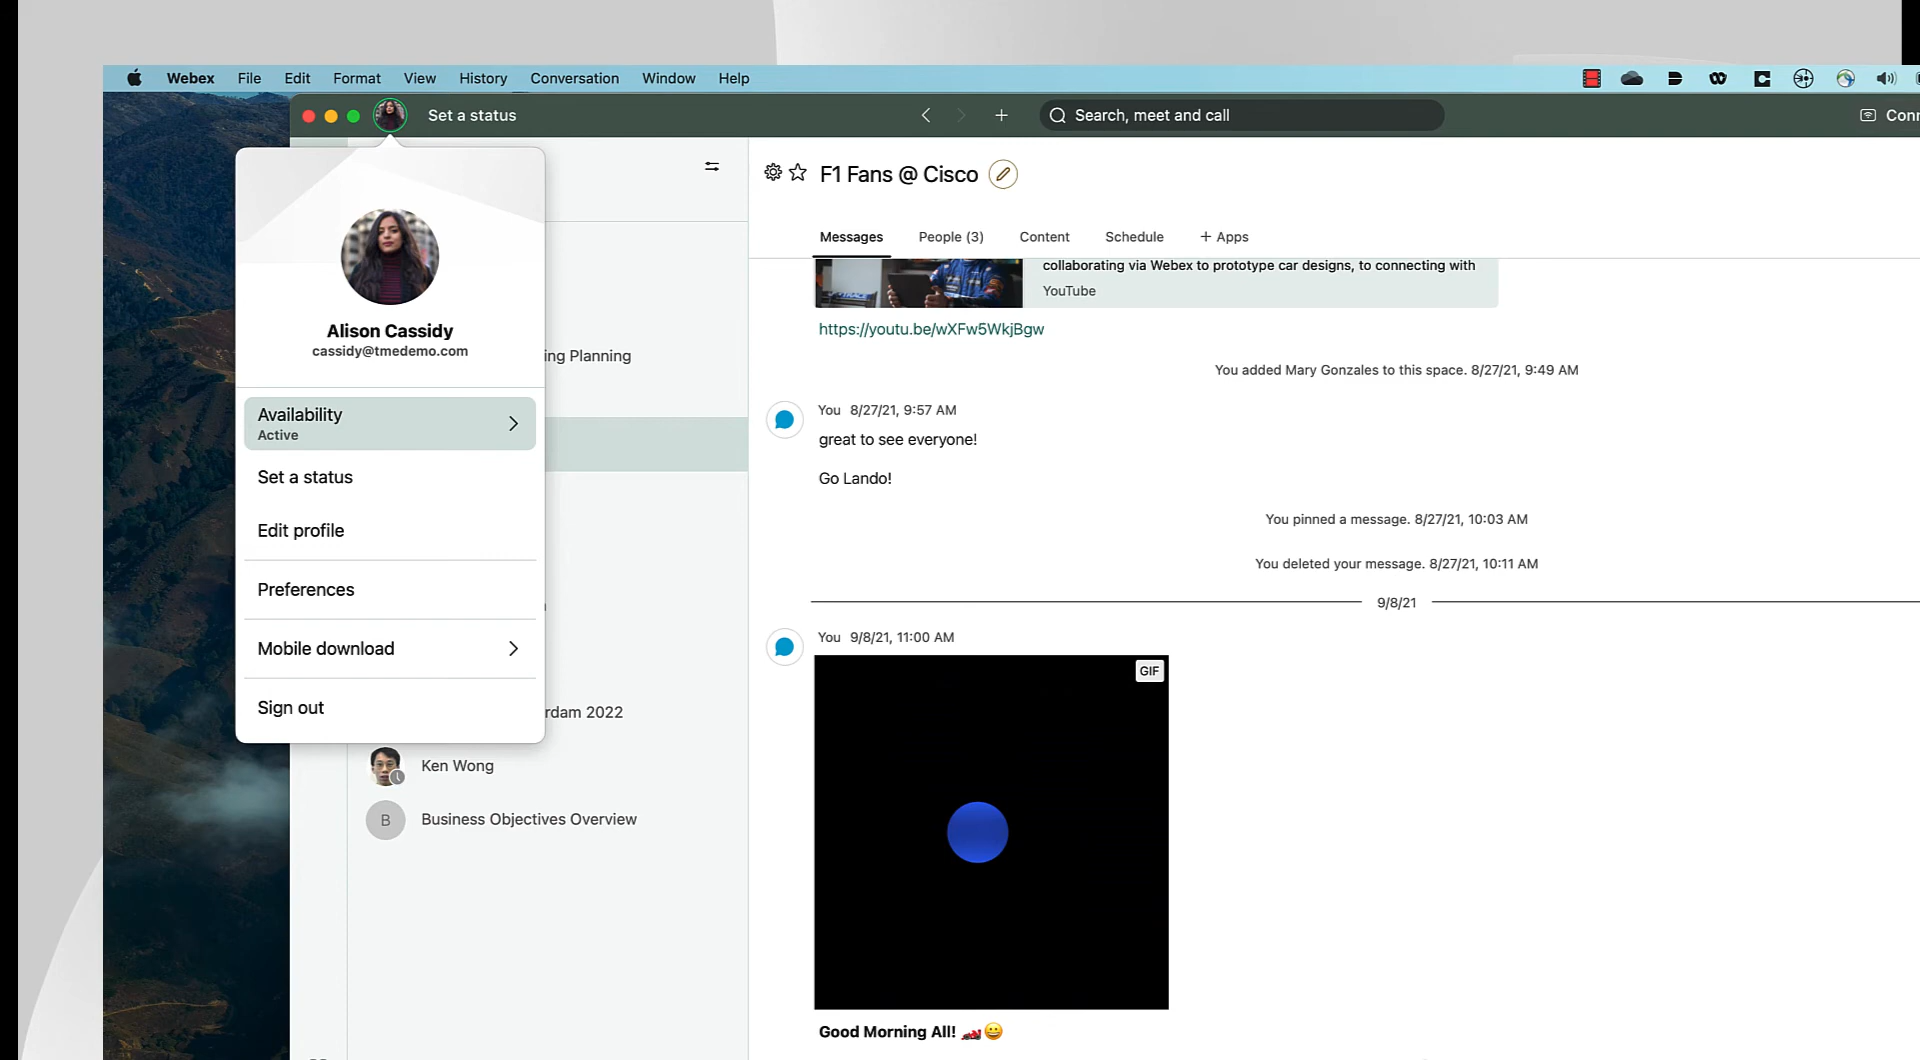 Webex File Edit Format View History Conversation Window Help
Set a status
Search, meet and call
Alison Cassidy
cassidy@tmedemo.com
Availability
Active
Set a status
Edit profile
Preferences
Mobile download
Sign out
ing Planning
rdam 2022
Ken Wong
B Business Objectives Overview
F1 Fans @ Cisco
Messages People (3) Content Schedule + Apps
collaborating via Webex to prototype car designs, to connecting with
YouTube
https://youtu.be/wXFw5WkjBgw
You added Mary Gonzales to this space. 8/27/21, 9:49 AM
You 8/27/21, 9:57 AM
great to see everyone!
Go Lando!
You pinned a message. 8/27/21, 10:03 AM
You deleted your message. 8/27/21, 10:11 AM
9/8/21
You 9/8/21, 11:00 AM
GIF
Good Morning All! 🏎️😀